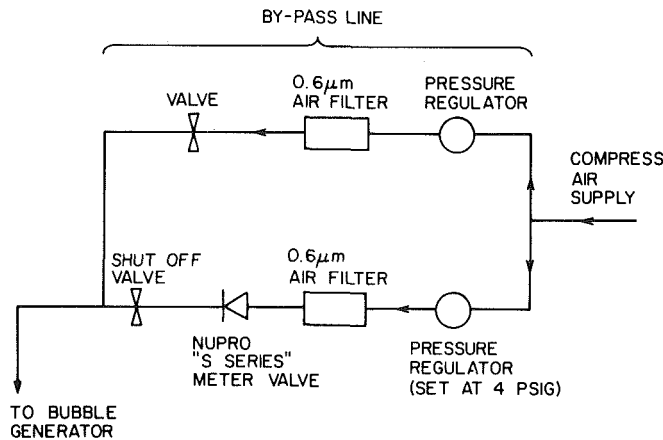 BY-PASS LINE
VALVE
0.6μm
AIR FILTER
PRESSURE
REGULATOR
COMPRESS
AIR
SUPPLY
SHUT OFF
VALVE
0.6μm
AIR FILTER
NUPRO
"S SERIES"
METER VALVE
PRESSURE
REGULATOR
(SET AT 4 PSIG)
TO BUBBLE
GENERATOR